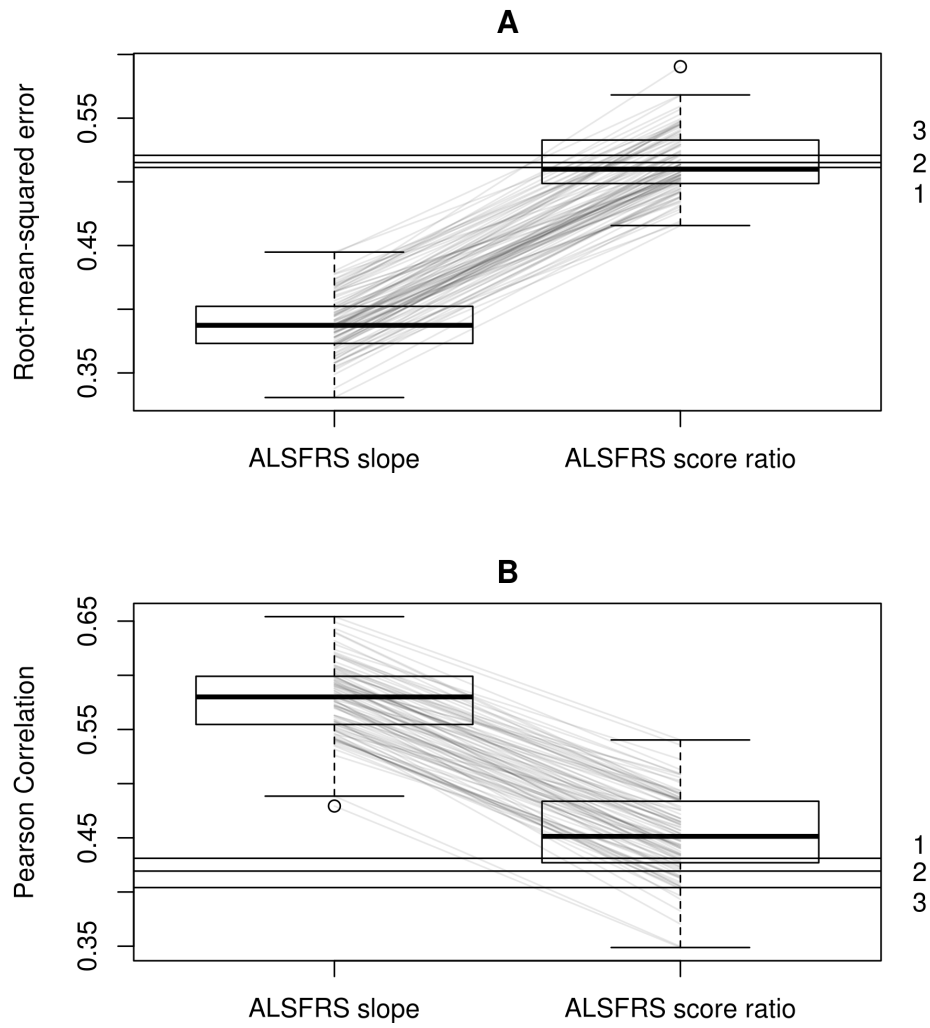 A
Root-mean-squared error
0.55
0.45
0.35
3
2
1
ALSFRS slope ALSFRS score ratio
B
Pearson Correlation
0.65
0.55
0.45
0.35
1
2
3
ALSFRS slope ALSFRS score ratio